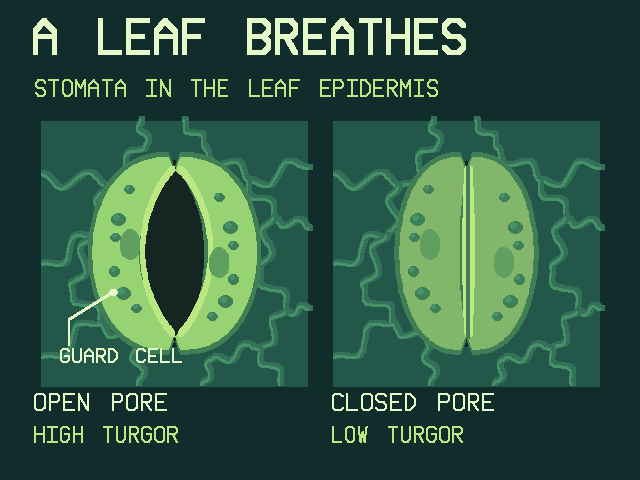 A LEAF BREATHES
STOMATA IN THE LEAF EPIDERMIS
GUARD CELL
OPEN PORE
HIGH TURGOR
CLOSED PORE
LOW TURGOR